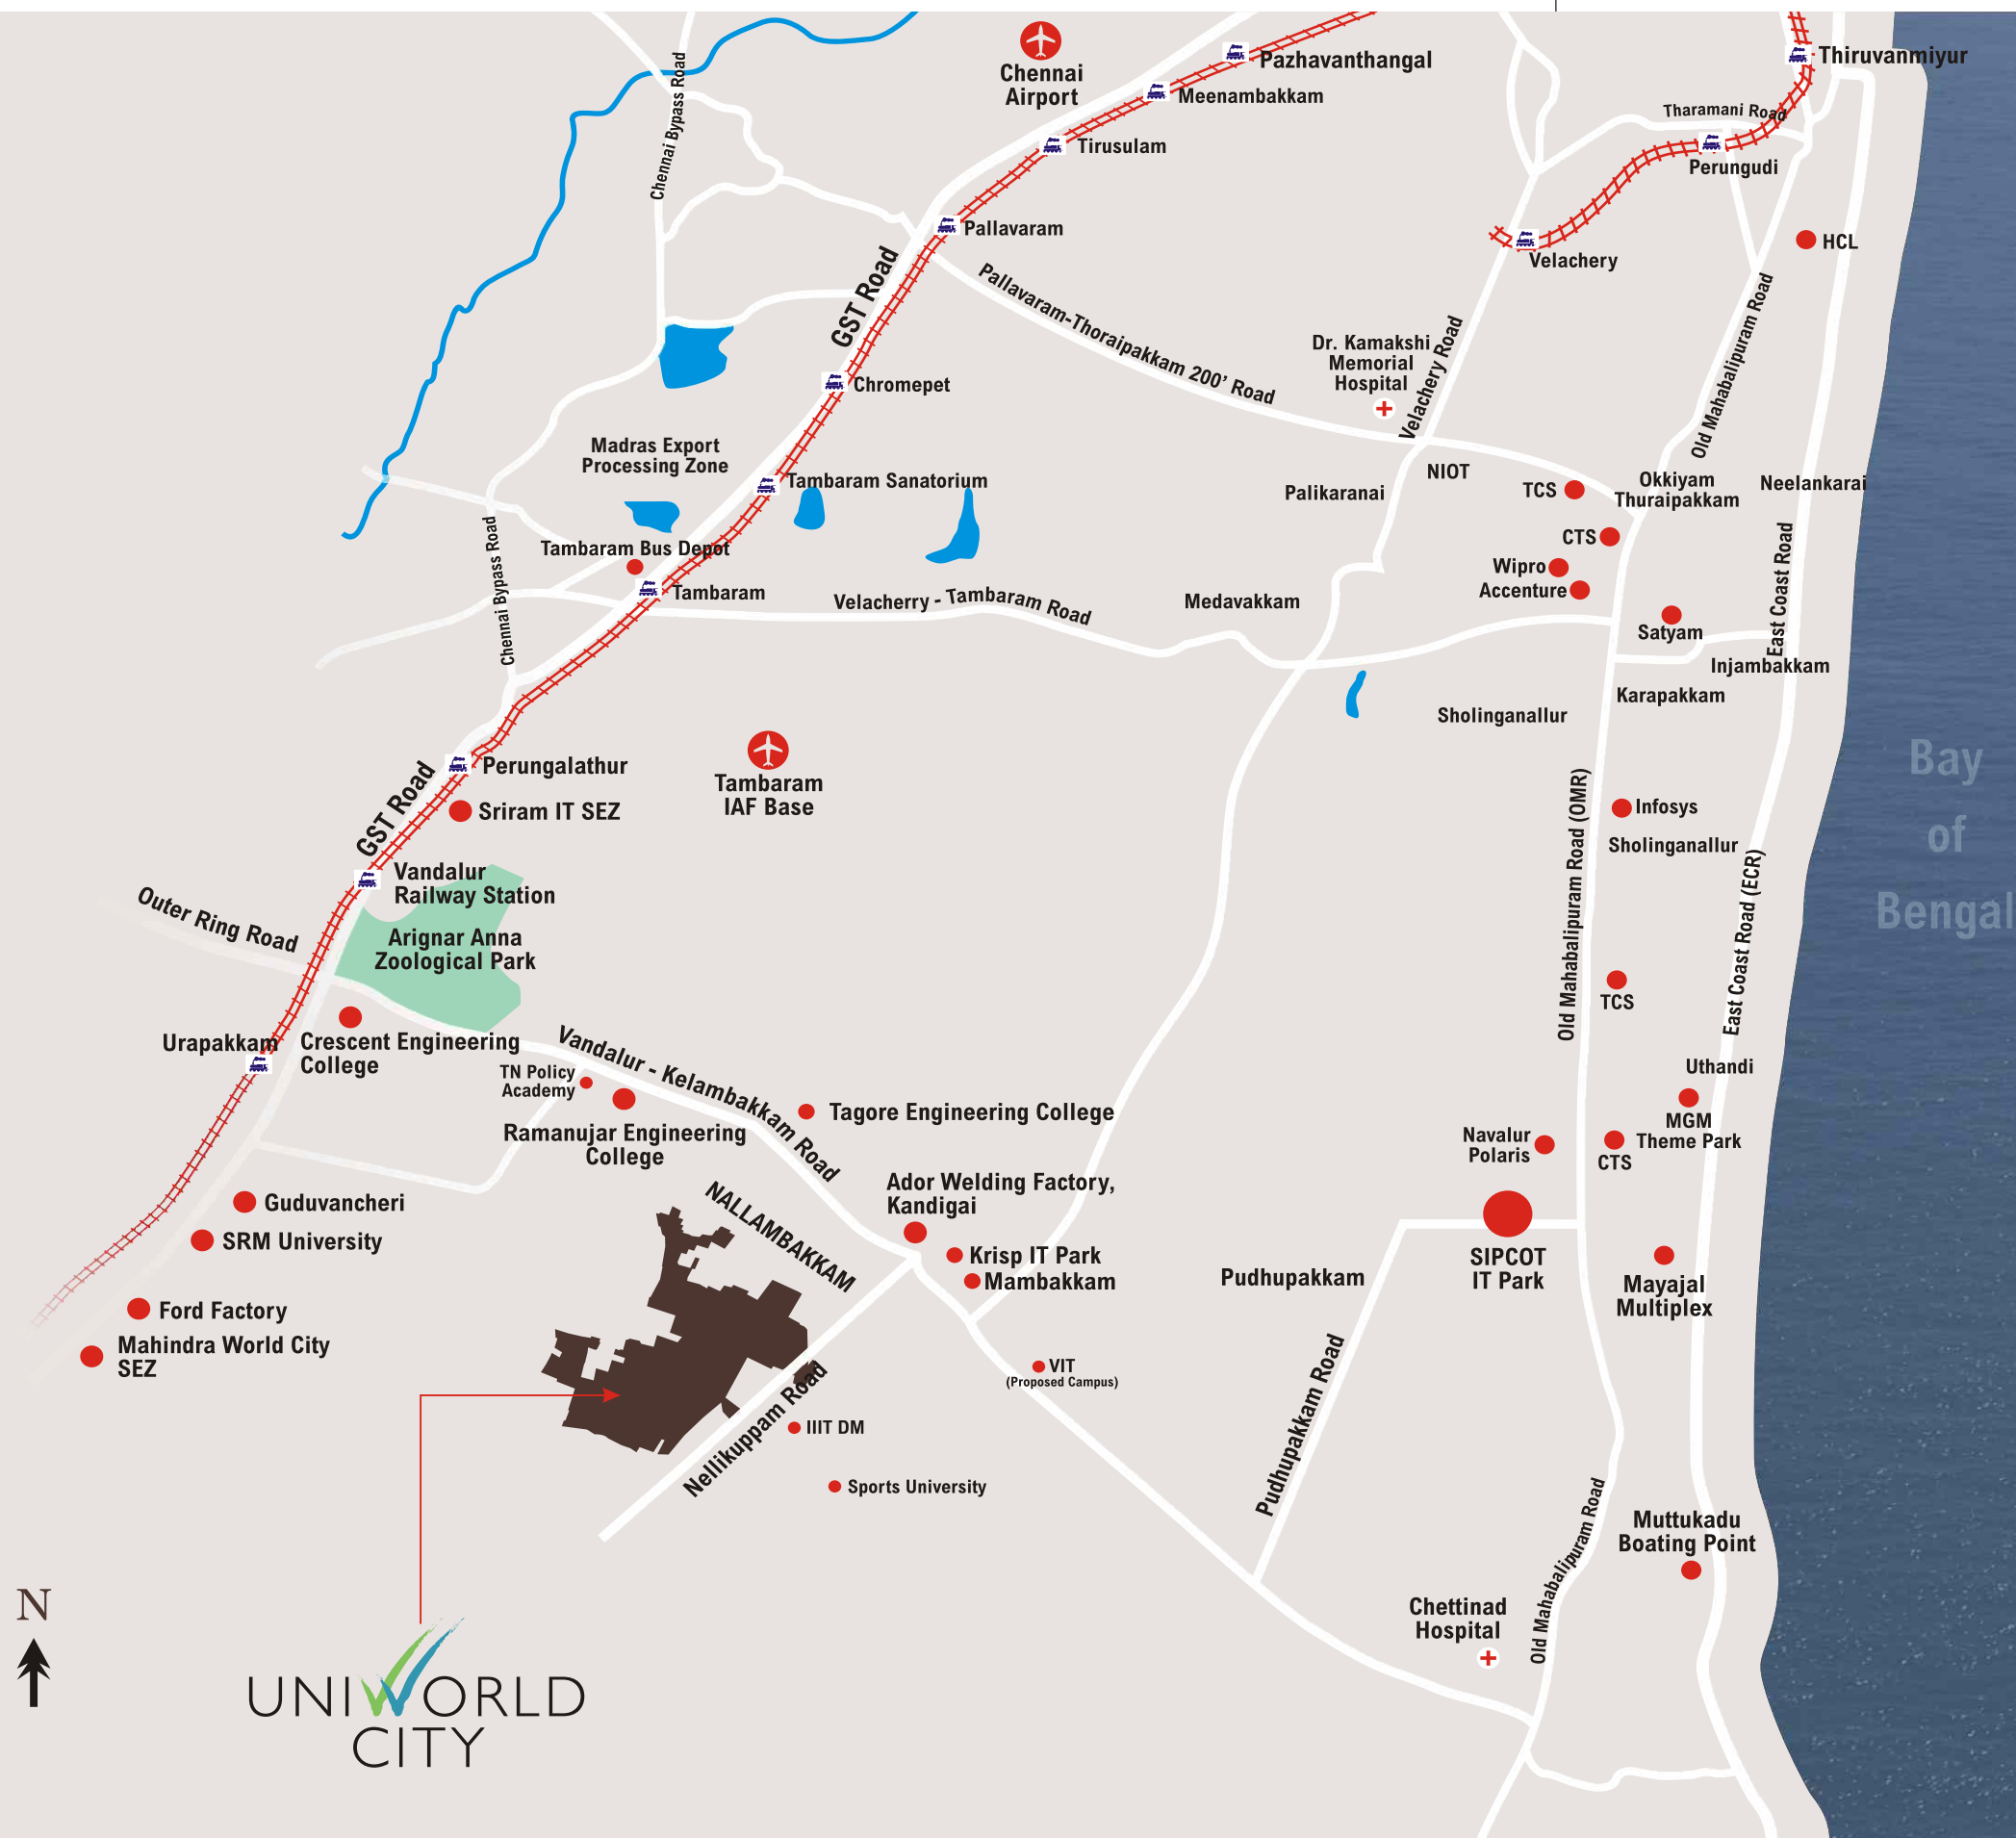 Chennai
Airport
Pazhavanthangal
Meenambakkam
Tirusulam
Pallavaram
Thiruvanmiyur
Tharamani Road
Perungudi
Velachery
HCL
Chennai Bypass Road
GST Road
Pallavaram-Thoraipakkam 200’ Road
Dr. Kamakshi
Memorial
Hospital
Velachery Road
Old Mahabalipuram Road
Chromepet
Madras Export
Processing Zone
Tambaram Sanatorium
Palikaranai
NIOT
TCS
Okkiyam
Thuraipakkam
Neelankarai
CTS
Wipro
Accenture
Satyam
East Coast Road
Injambakkam
Karapakkam
Sholinganallur
Tambaram Bus Depot
Tambaram
Chennai Bypass Road
Velacherry - Tambaram Road
Medavakkam
Perungalathur
Sriram IT SEZ
GST Road
Tambaram
IAF Base
Vandalur
Railway Station
Outer Ring Road
Arignar Anna
Zoological Park
Infosys
Sholinganallur
Old Mahabalipuram Road (OMR)
East Coast Road (ECR)
Bay
of
Bengal
TCS
Urapakkam
Crescent Engineering
College
TN Policy
Academy
Vandalur - Kelambakkam Road
Ramanujar Engineering
College
Tagore Engineering College
Uthandi
MGM
Theme Park
Navalur
Polaris
CTS
Guduvancheri
SRM University
NALLAMBAKKAM
Ador Welding Factory,
Kandigai
Krisp IT Park
Mambakkam
Pudhupakkam
SIPCOT
IT Park
Mayajal
Multiplex
Ford Factory
Mahindra World City
SEZ
VIT
(Proposed Campus)
Nellikuppam Road
IIIT DM
Sports University
Pudhupakkam Road
Old Mahabalipuram Road
Muttukadu
Boating Point
Chettinad
Hospital
N
UNIWORLD
CITY